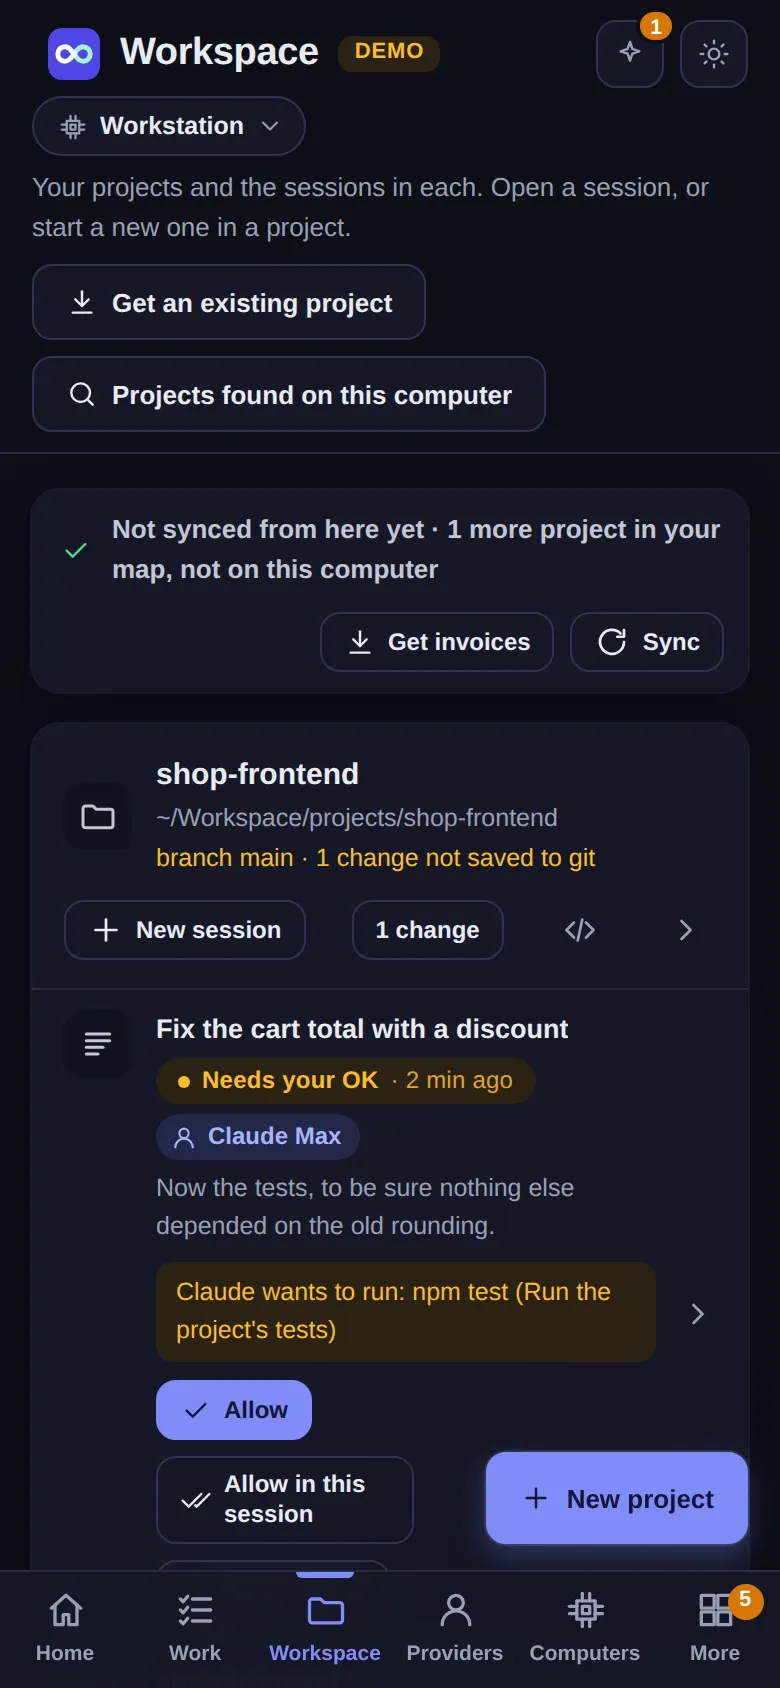 Workspace
DEMO
1
Workstation
Your projects and the sessions in each. Open a session, or
start a new one in a project.
Get an existing project
Projects found on this computer
Not synced from here yet · 1 more project in your
map, not on this computer
Get invoices
Sync
shop-frontend
~/Workspace/projects/shop-frontend
branch main · 1 change not saved to git
New session
1 change
Fix the cart total with a discount
Needs your OK · 2 min ago
Claude Max
Now the tests, to be sure nothing else
depended on the old rounding.
Claude wants to run: npm test (Run the
project's tests)
Allow
Allow in this
session
New project
5
Home
Work
Workspace
Providers
Computers
More